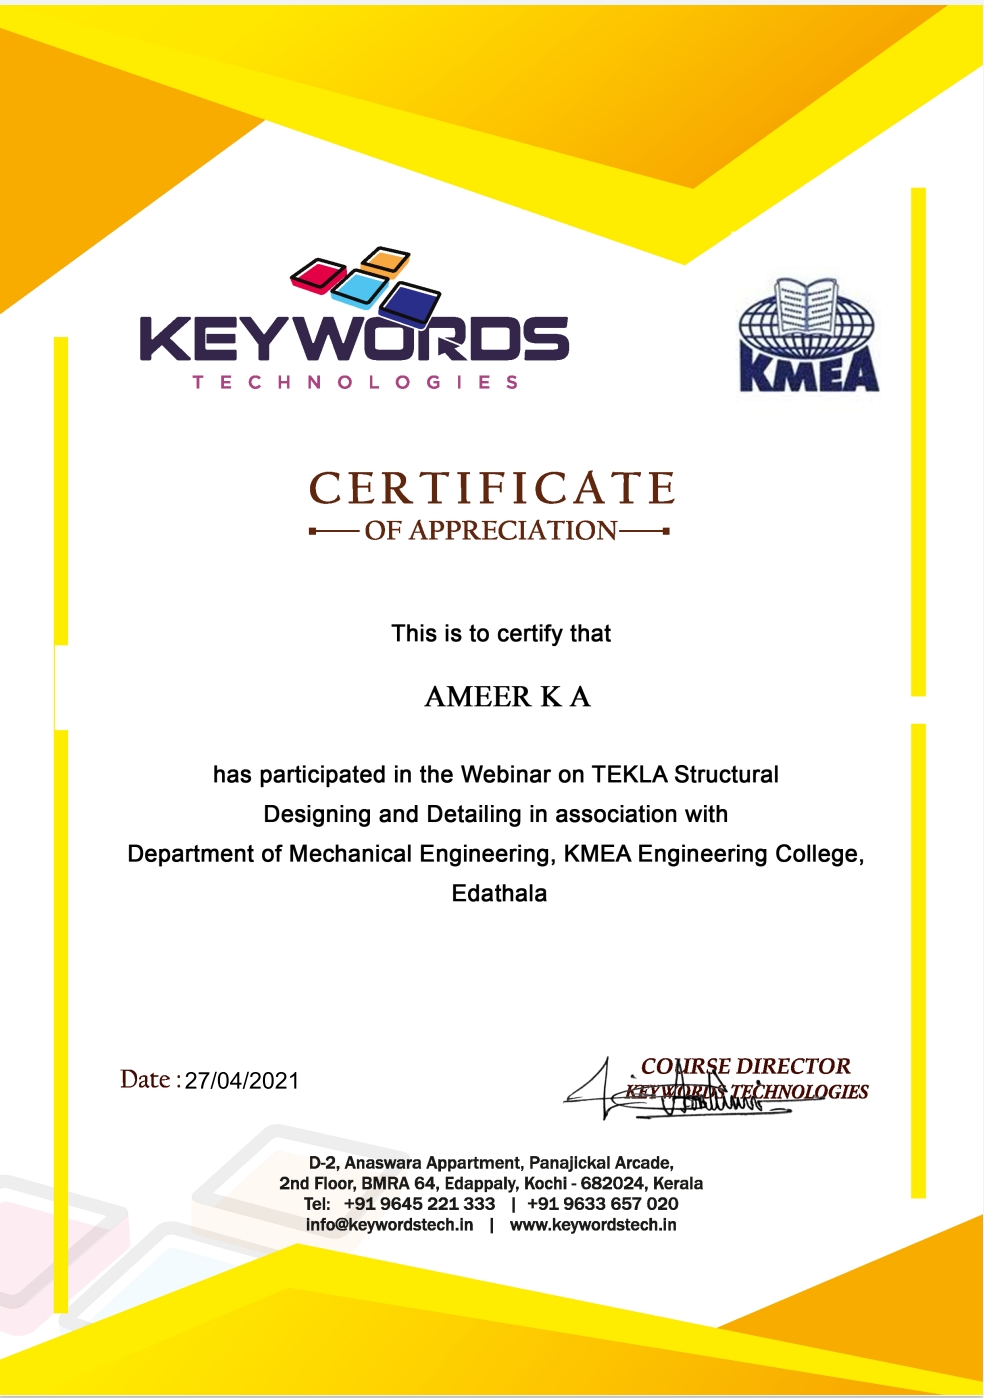 KEYWORDS
TECHNOLOGIES
KMEA
CERTIFICATE
OF APPRECIATION
This is to certify that
AMEER K A
has participated in the Webinar on TEKLA Structural
Designing and Detailing in association with
Department of Mechanical Engineering, KMEA Engineering College,
Edathala
Date : 27/04/2021
COURSE DIRECTOR
KEYWORDS TECHNOLOGIES
D-2, Anaswara Appartment, Panajickal Arcade,
2nd Floor, BMRA 64, Edappaly, Kochi - 682024, Kerala
Tel: +91 9645 221 333 | +91 9633 657 020
info@keywordstech.in | www.keywordstech.in